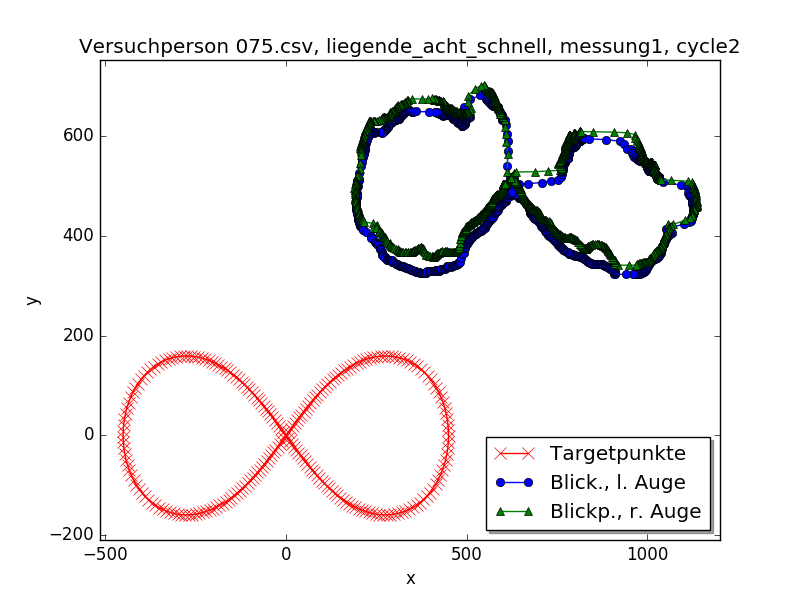 Versuchperson 075.csv, liegende_acht_schnell, messung1, cycle2
y
600
400
200
0
−200
Targetpunkte
Blick., l. Auge
Blickp., r. Auge
−500
0
500
1000
x